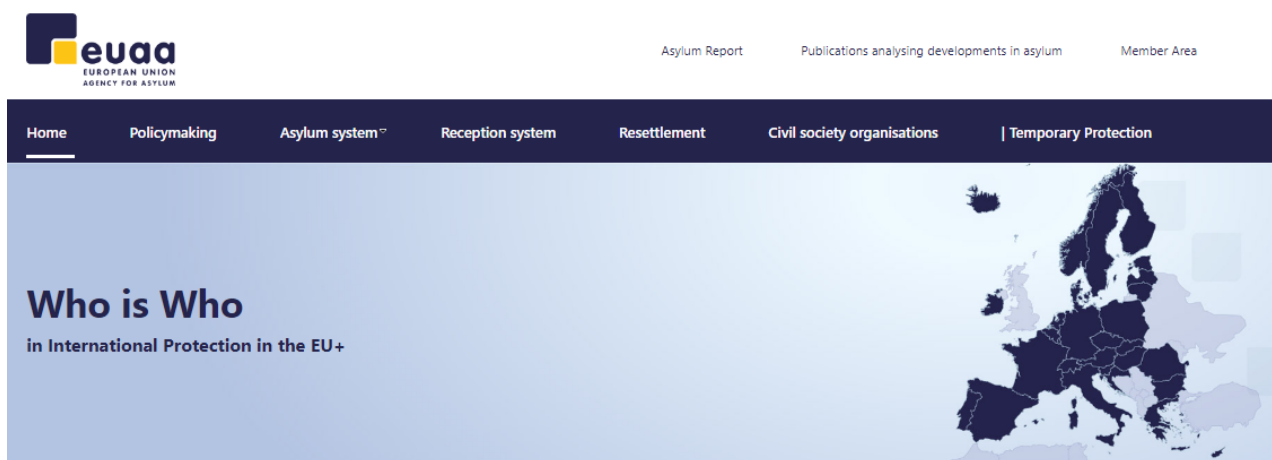 euaa
EUROPEAN UNION
AGENCY FOR ASYLUM
Asylum Report
Publications analysing developments in asylum
Member Area
Home
Policymaking
Asylum system
Reception system
Resettlement
Civil society organisations
| Temporary Protection
Who is Who
in International Protection in the EU+